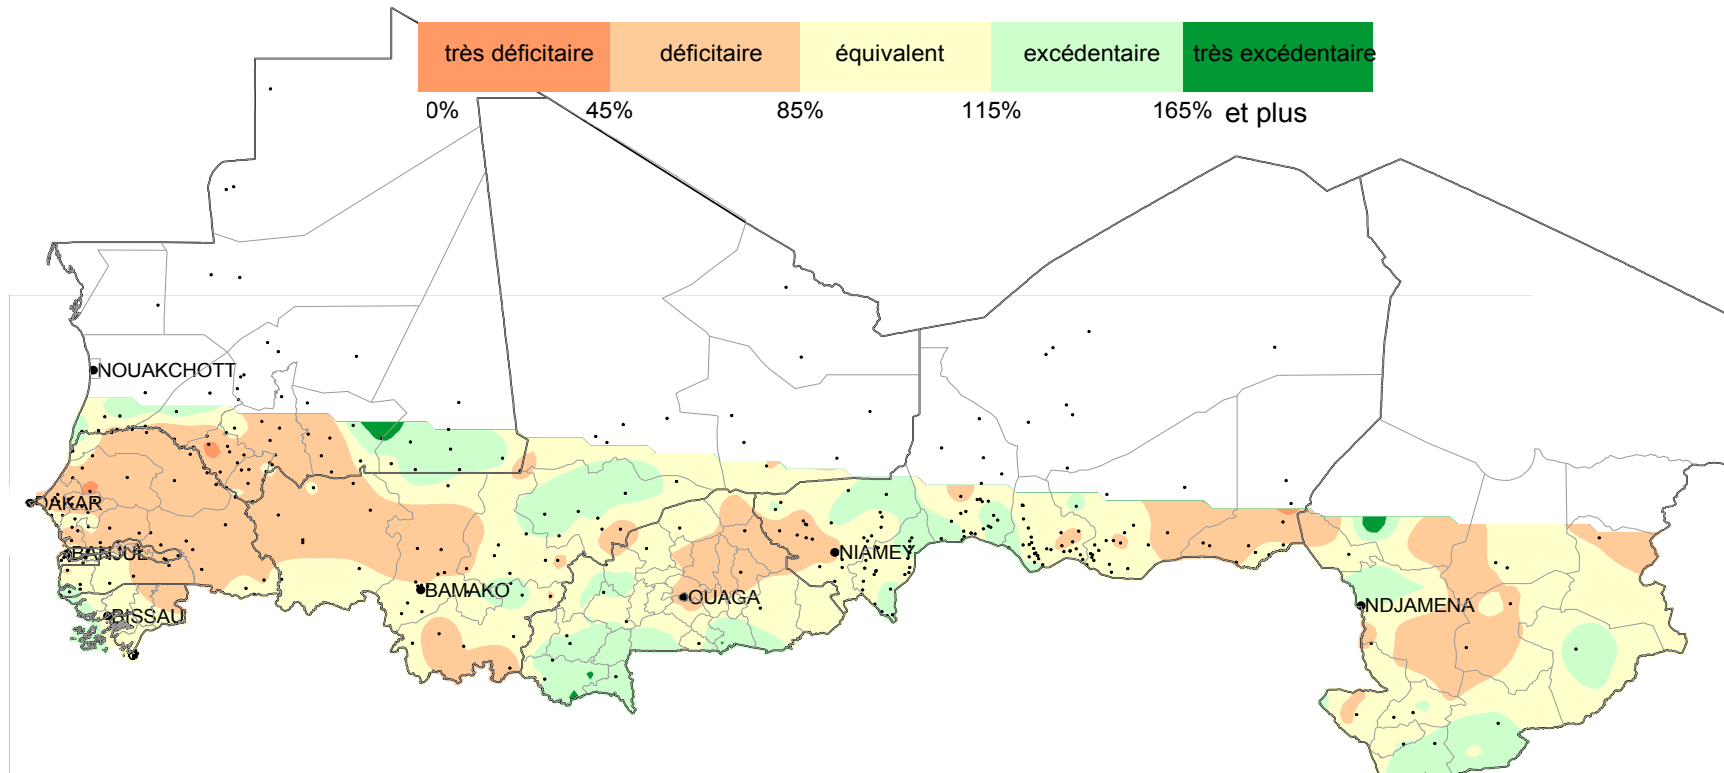 très déficitaire déficitaire équivalent excédentaire très excédentaire
0% 45% 85% 115% 165% et plus
NOUAKCHOTT
DAKAR
BANJUL
NIAMEY
BAMAKO
OUAGA
NDJAMENA
BISSAU